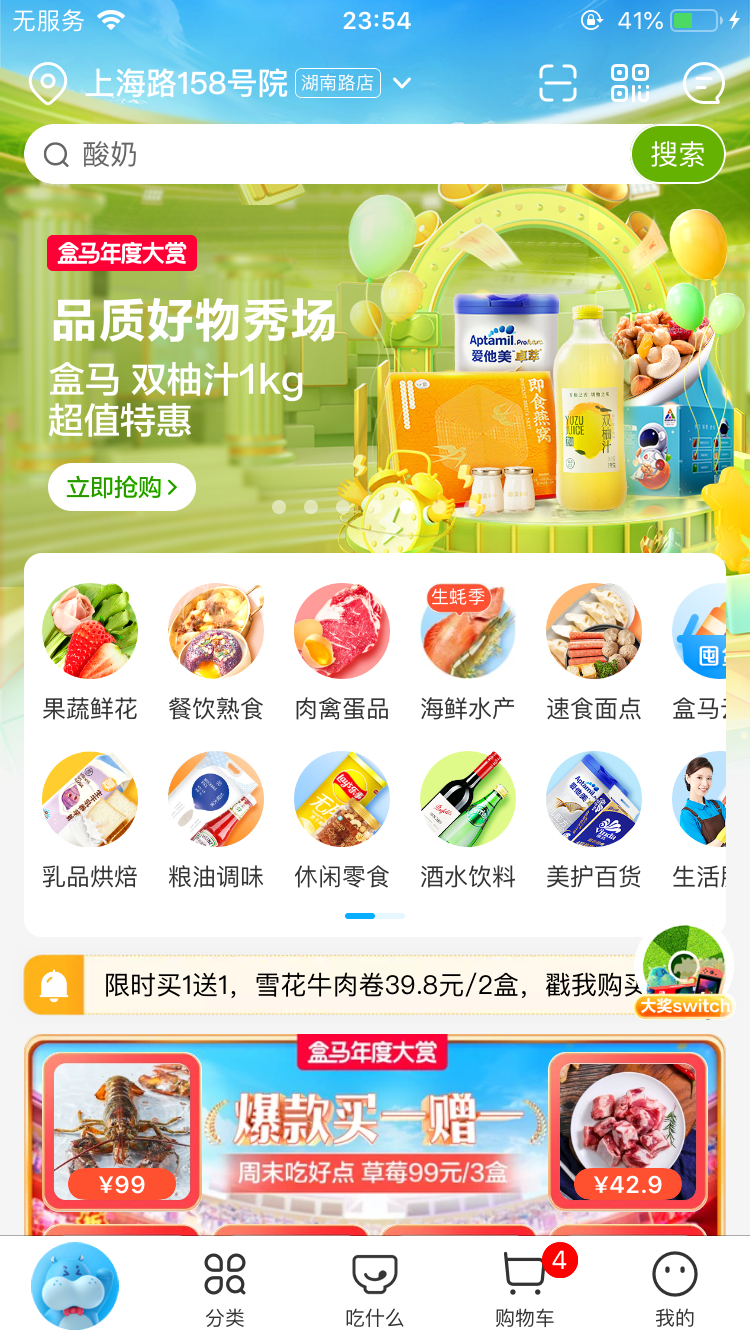 无服务
23:54
41%
上海路158号院
湖南路店
酸奶
搜索
盒马年度大赏
品质好物秀场
盒马 双柚汁1kg
超值特惠
立即抢购
Aptamil
爱他美 卓萃
即食燕窝
YUZU
JUICE
双柚汁
生蚝季
果蔬鲜花
餐饮熟食
肉禽蛋品
海鲜水产
速食面点
盒马
乳品烘焙
粮油调味
休闲零食
酒水饮料
美护百货
生活
限时买1送1，雪花牛肉卷39.8元/2盒，戳我购买
大奖switch
盒马年度大赏
爆款买一赠一
周末吃好点 草莓99元/3盒
¥99
¥42.9
分类
吃什么
购物车
4
我的